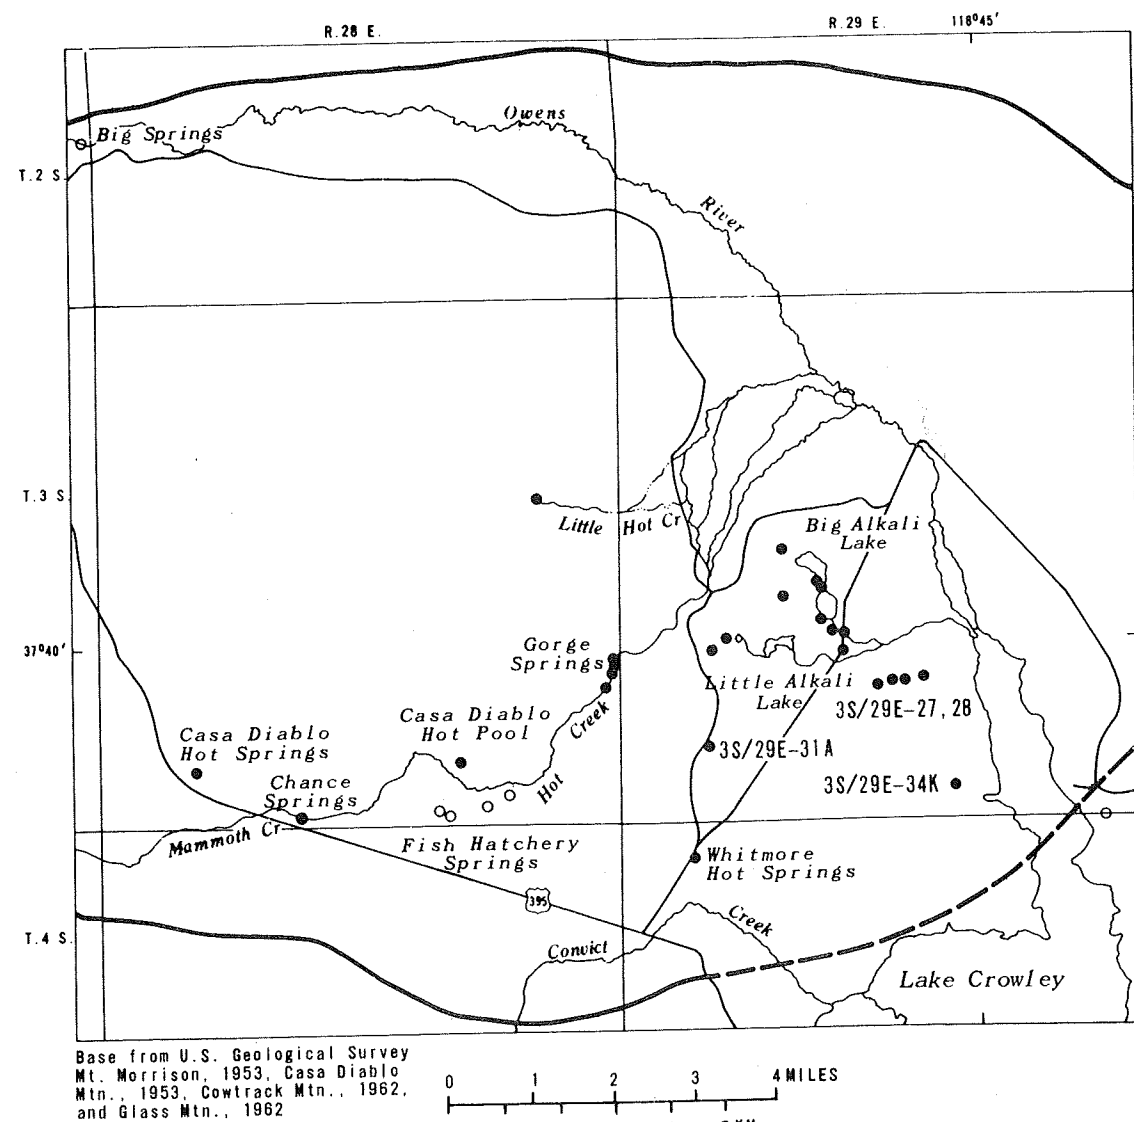 R.28 E.
R.29 E.
118°45'
Owens
Big Springs
T.2 S
River
T.3 S.
Little Hot Cr
Big Alkali
Lake
37°40'
Gorge
Springs
Little Alkali
Lake
3S/29E-27,28
Casa Diablo
Hot Pool
Creek
Casa Diablo
Hot Springs
3S/29E-31A
Hot
Chance
Springs
3S/29E-34K
Mammoth Cr
Fish Hatchery
Springs
Whitmore
Hot Springs
395
Creek
T.4 S.
Convict
Lake Crowley
Base from U.S. Geological Survey
Mt. Morrison, 1953, Casa Diablo
Mtn., 1953, Cowtrack Mtn., 1962,
and Glass Mtn., 1962
0 1 2 3 4 MILES